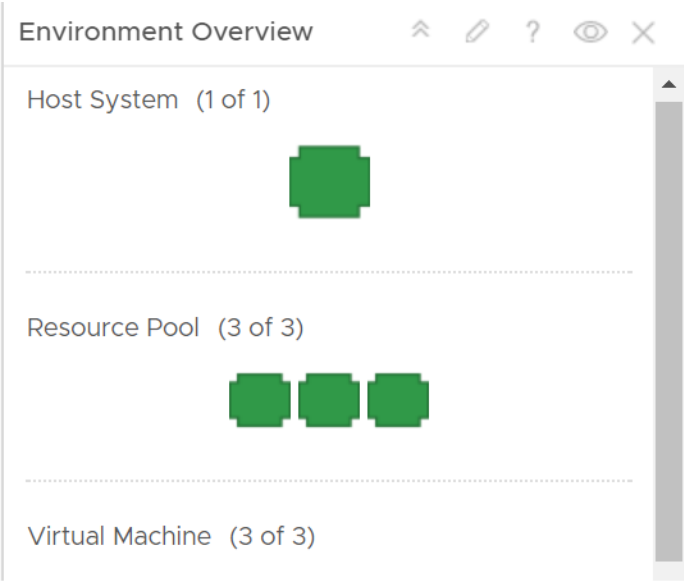 Environment Overview ?
Host System (1 of 1)
Resource Pool (3 of 3)
Virtual Machine (3 of 3)